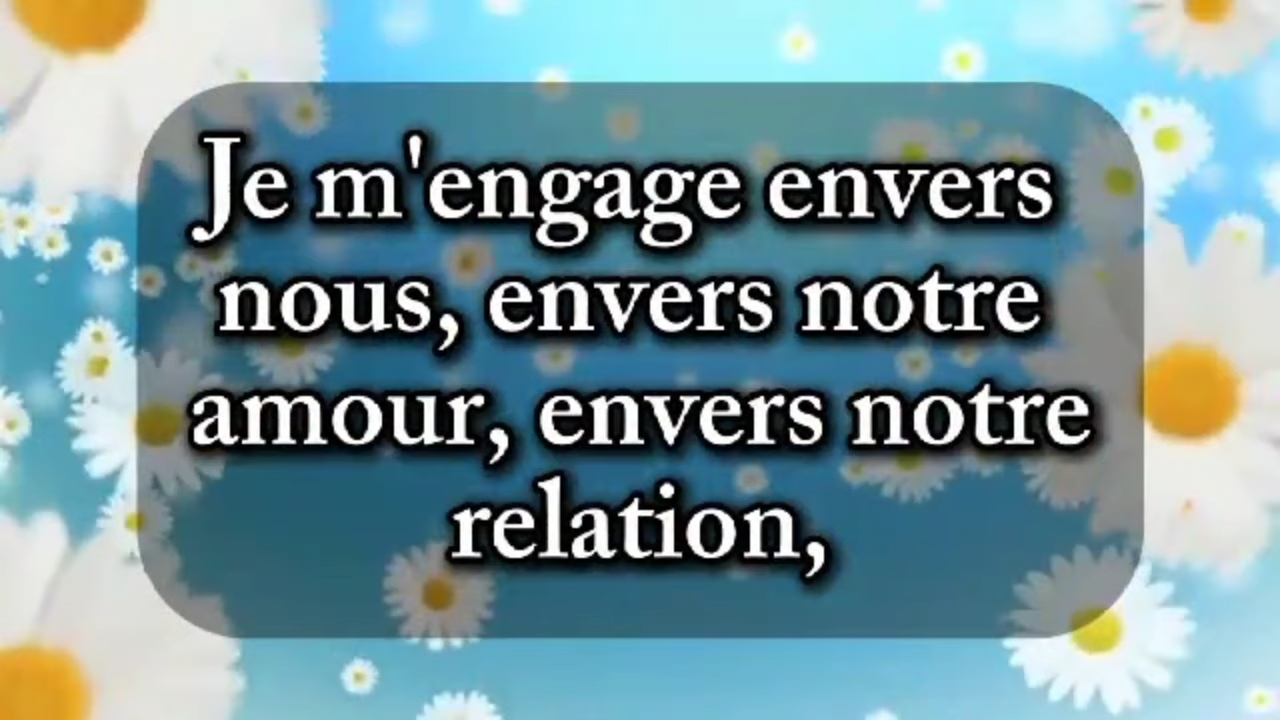 Je m'engage envers
nous, envers notre
amour, envers notre
relation,